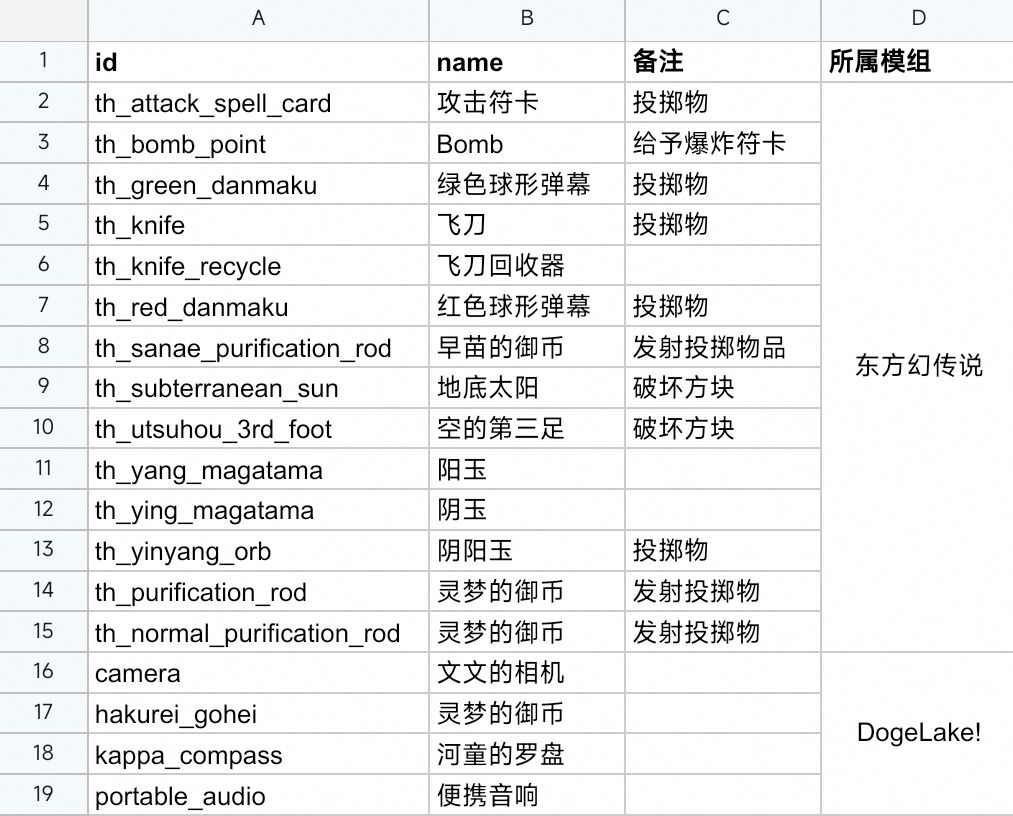 A B C D
1 id name 备注 所属模组
2 th_attack_spell_card 攻击符卡 投掷物
3 th_bomb_point Bomb 给予爆炸符卡
4 th_green_danmaku 绿色球形弹幕 投掷物
5 th_knife 飞刀 投掷物
6 th_knife_recycle 飞刀回收器
7 th_red_danmaku 红色球形弹幕 投掷物
8 th_sanae_purification_rod 早苗的御币 发射投掷物品 东方幻传说
9 th_subterranean_sun 地底太阳 破坏方块
10 th_utsuhou_3rd_foot 空的第三足 破坏方块
11 th_yang_magatama 阳玉
12 th_ying_magatama 阴玉
13 th_yinyang_orb 阴阳玉 投掷物
14 th_purification_rod 灵梦的御币 发射投掷物
15 th_normal_purification_rod 灵梦的御币 发射投掷物
16 camera 文文的相机
17 hakurei_gohei 灵梦的御币 DogeLake!
18 kappa_compass 河童的罗盘
19 portable_audio 便携音响